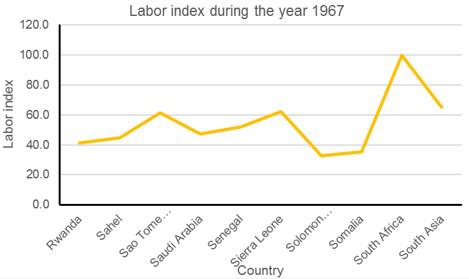 Labor index during the year 1967
120.0
100.0
80.0
60.0
40.0
20.0
0.0
Labor index
Rwanda
Sahel
Sao Tome...
Saudi Arabia
Senegal
Sierra Leone
Solomon...
Somalia
South Africa
South Asia
Country